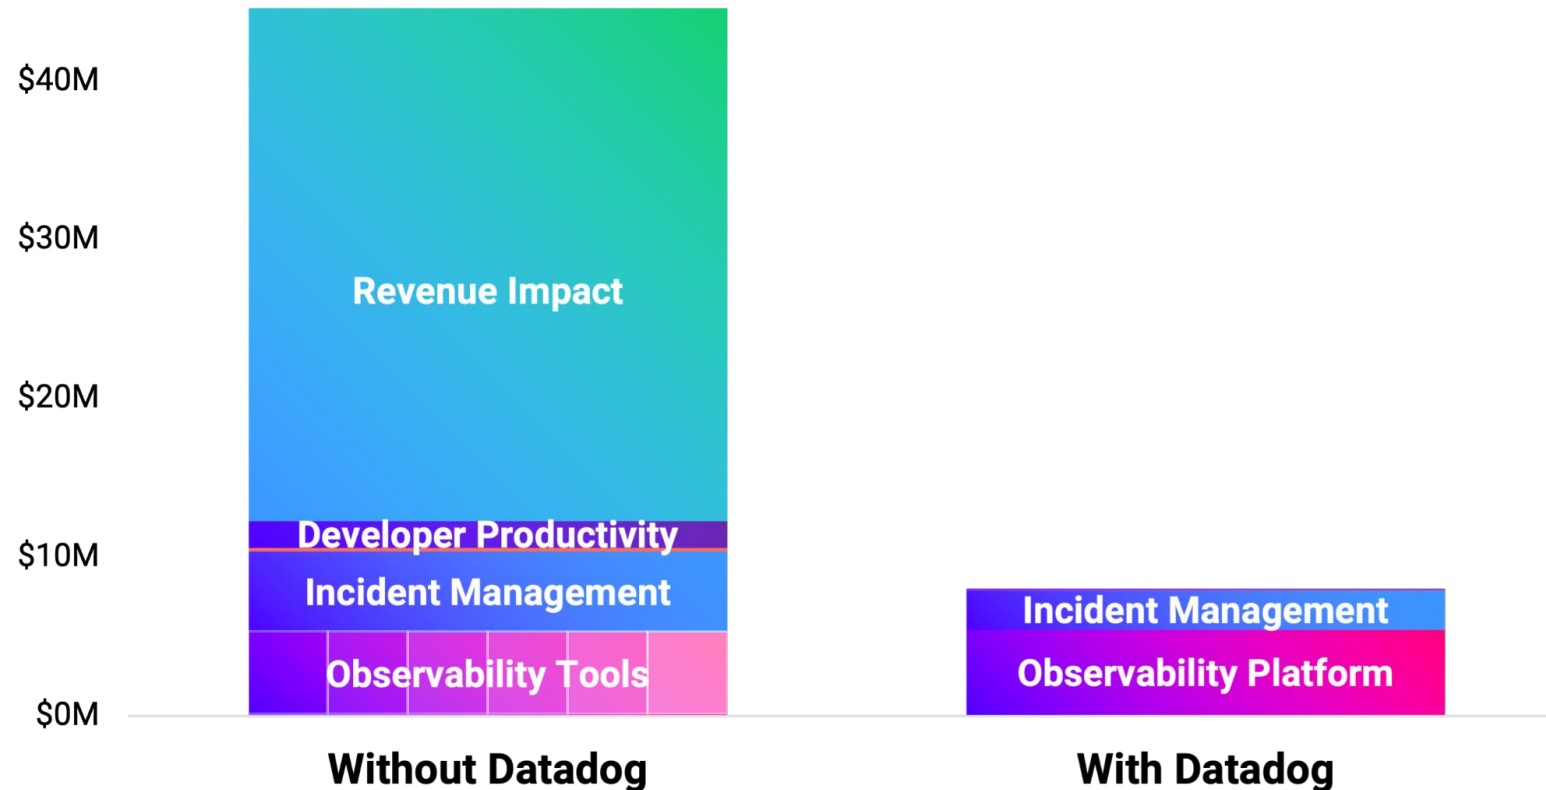 $40M
$30M
Revenue Impact
$20M
Developer Productivity
$10M
Incident Management
Incident Management
Observability Tools
Observability Platform
$0M
Without Datadog
With Datadog